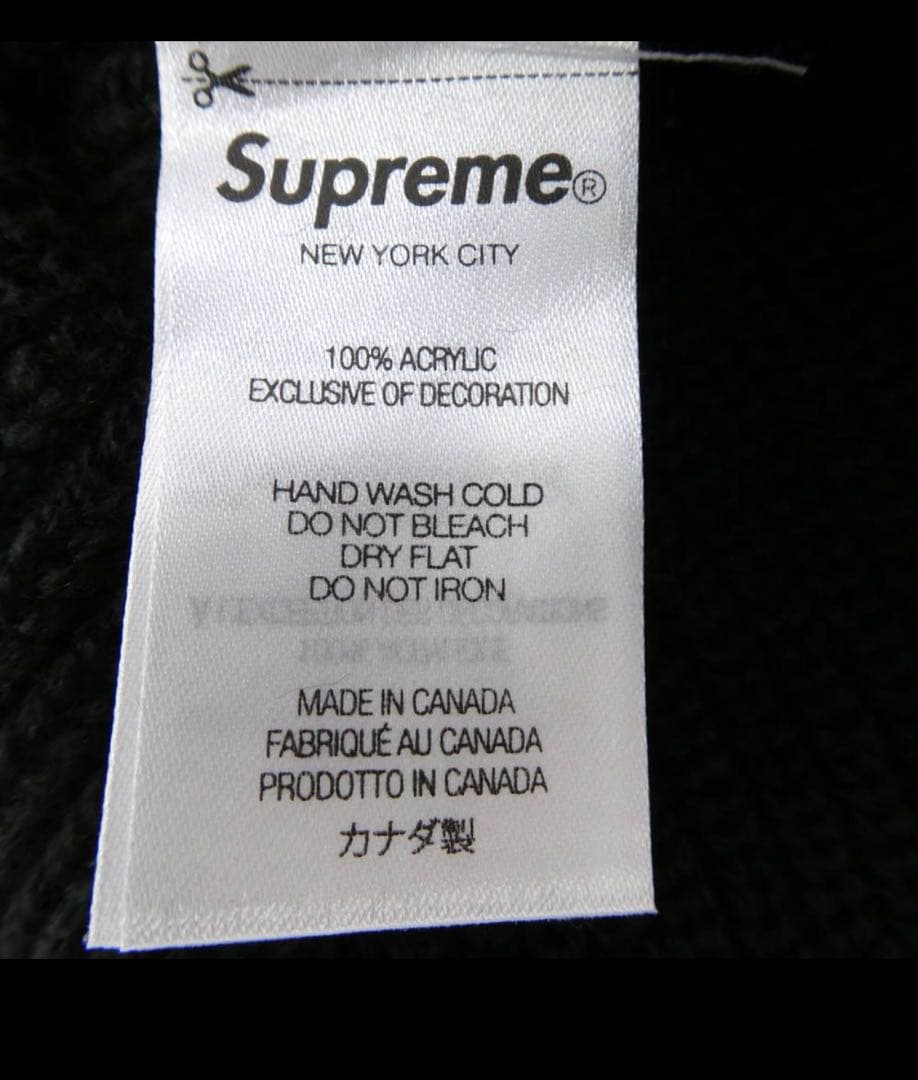 Supreme®
NEW YORK CITY
100% ACRYLIC
EXCLUSIVE OF DECORATION
HAND WASH COLD
DO NOT BLEACH
DRY FLAT
DO NOT IRON
MADE IN CANADA
FABRIQUÉ AU CANADA
PRODOTTO IN CANADA
カナダ製